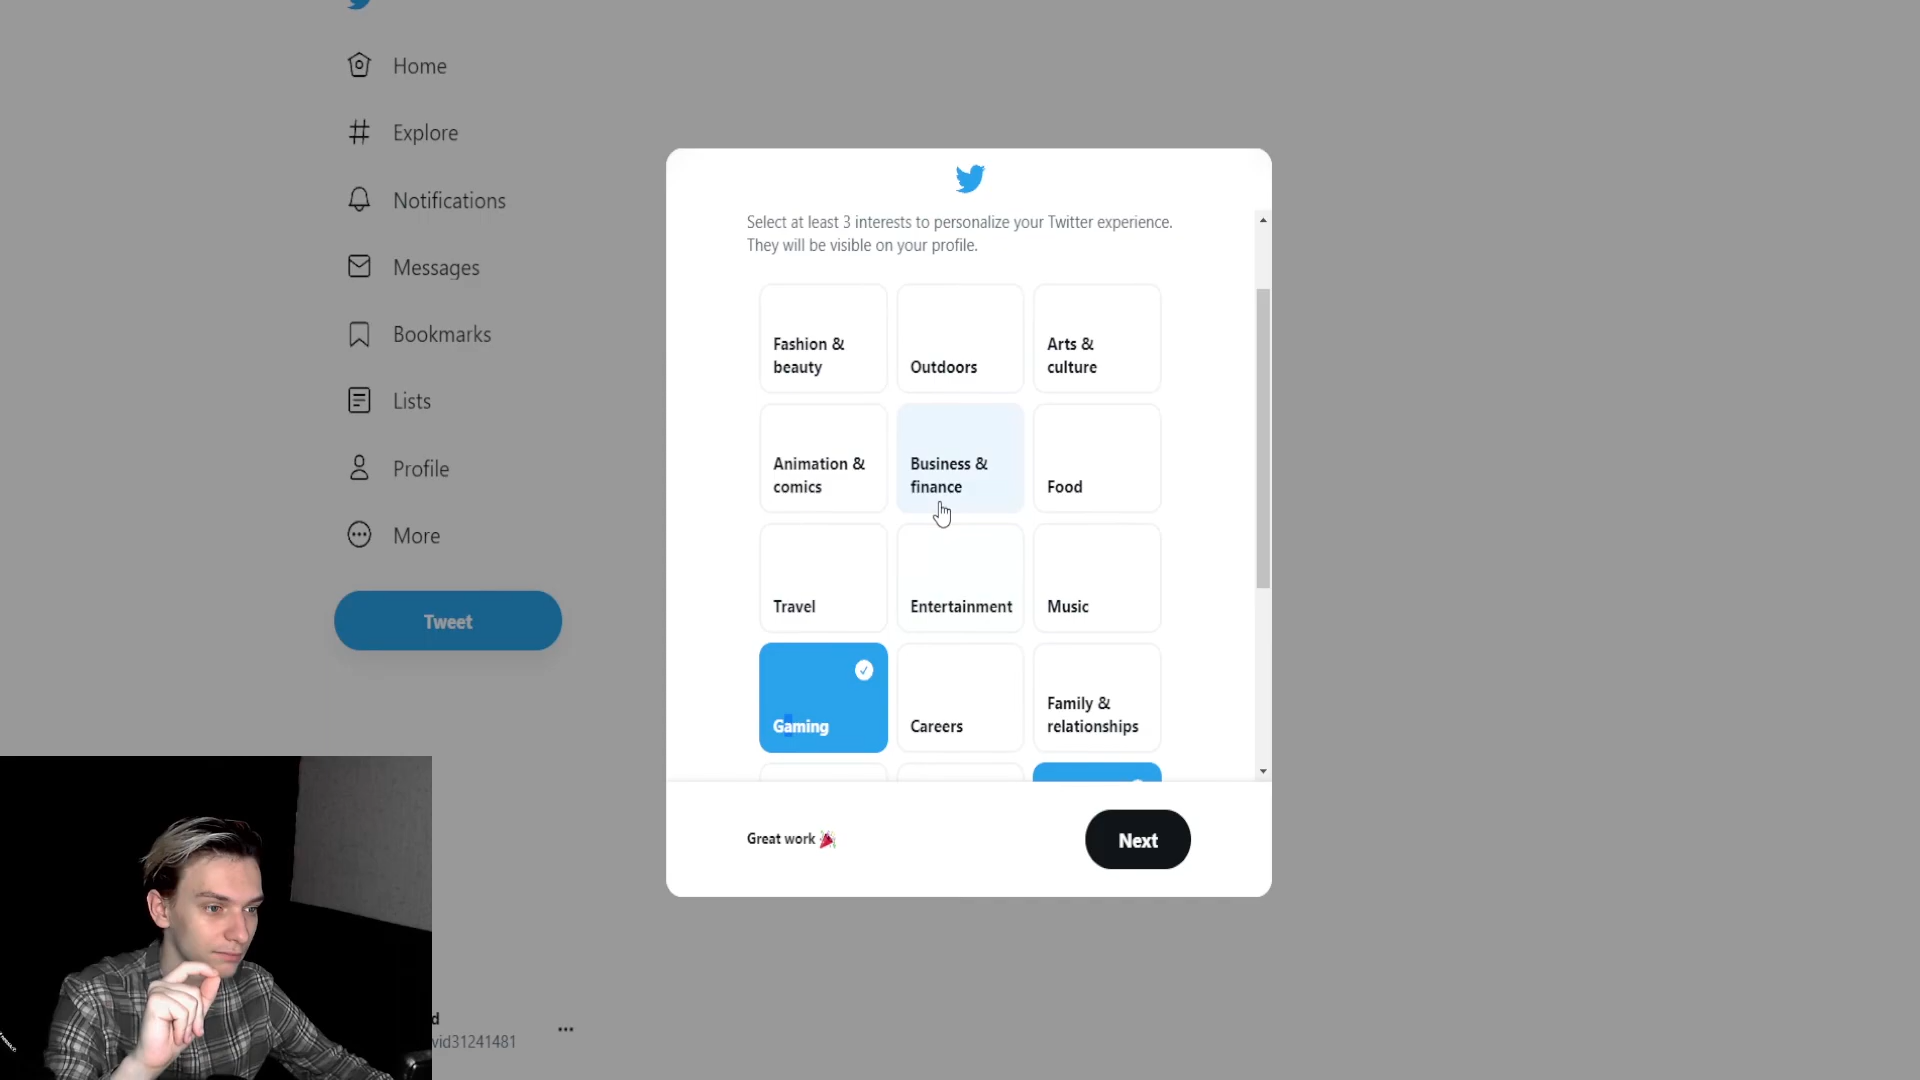 Home
Explore
Notifications
Messages
Bookmarks
Lists
Profile
More
Tweet
d
vid31241481
Select at least 3 interests to personalize your Twitter experience.
They will be visible on your profile.
Fashion &
beauty
Outdoors
Arts &
culture
Animation &
comics
Business &
finance
Food
Travel
Entertainment
Music
Gaming
Careers
Family &
relationships
Great work 🎉
Next